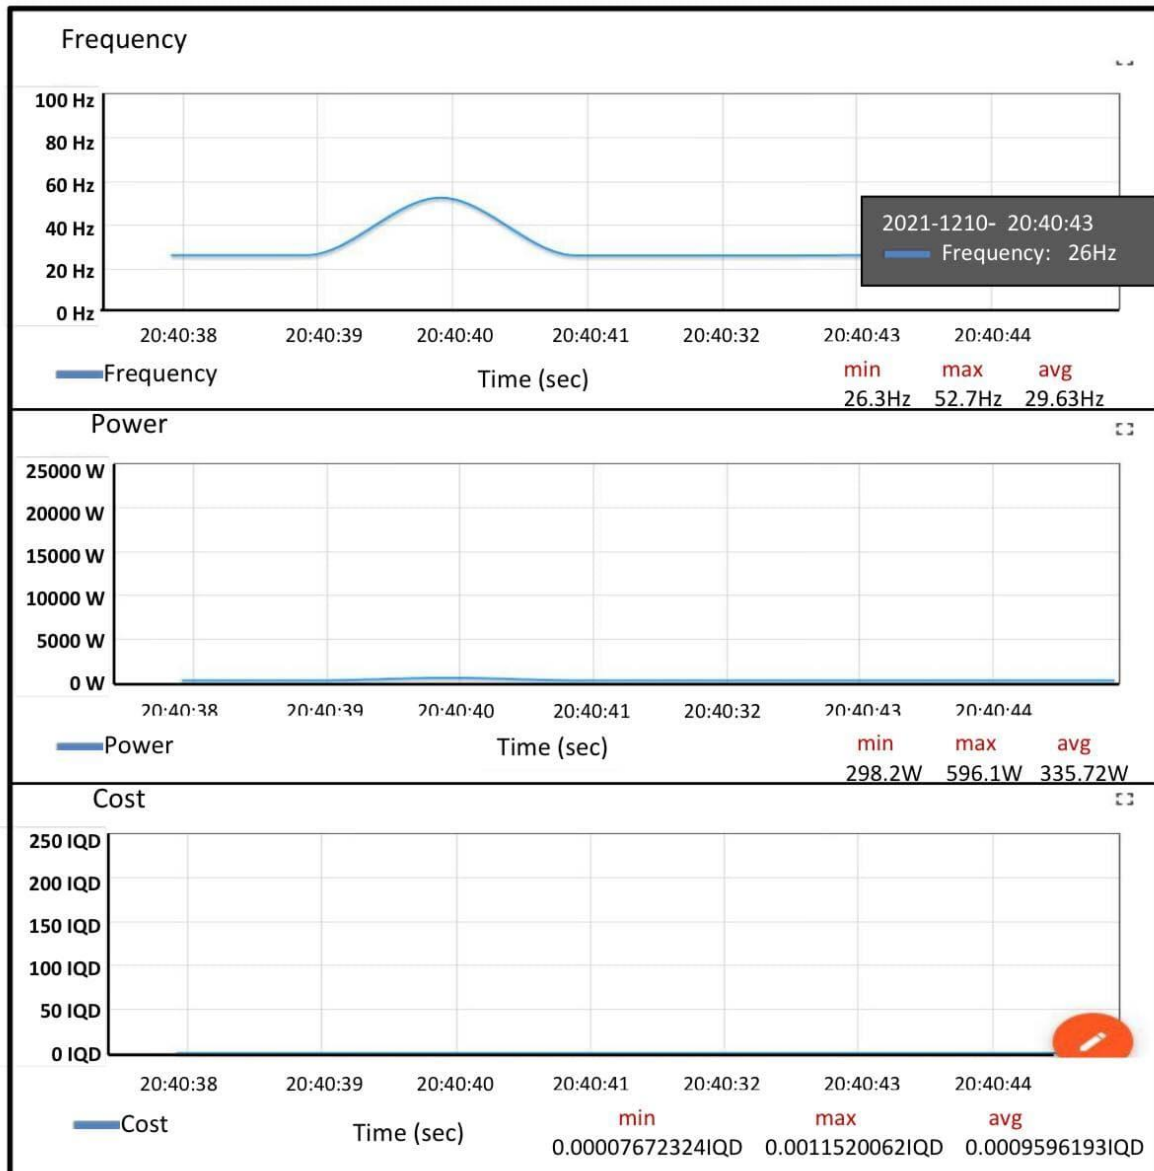 Frequency
100 Hz
80 Hz
60 Hz
40 Hz
20 Hz
0 Hz
2021-1210- 20:40:43
Frequency: 26Hz
20:40:38 20:40:39 20:40:40 20:40:41 20:40:32 20:40:43 20:40:44
Frequency
Time (sec)
min max avg
26.3Hz 52.7Hz 29.63Hz
Power
25000 W
20000 W
15000 W
10000 W
5000 W
0 W
20:40:38 20:40:39 20:40:40 20:40:41 20:40:32 20:40:43 20:40:44
Power
Time (sec)
min max avg
298.2W 596.1W 335.72W
Cost
250 IQD
200 IQD
150 IQD
100 IQD
50 IQD
0 IQD
20:40:38 20:40:39 20:40:40 20:40:41 20:40:32 20:40:43 20:40:44
Cost
Time (sec)
min max avg
0.00007672324IQD 0.0011520062IQD 0.0009596193IQD